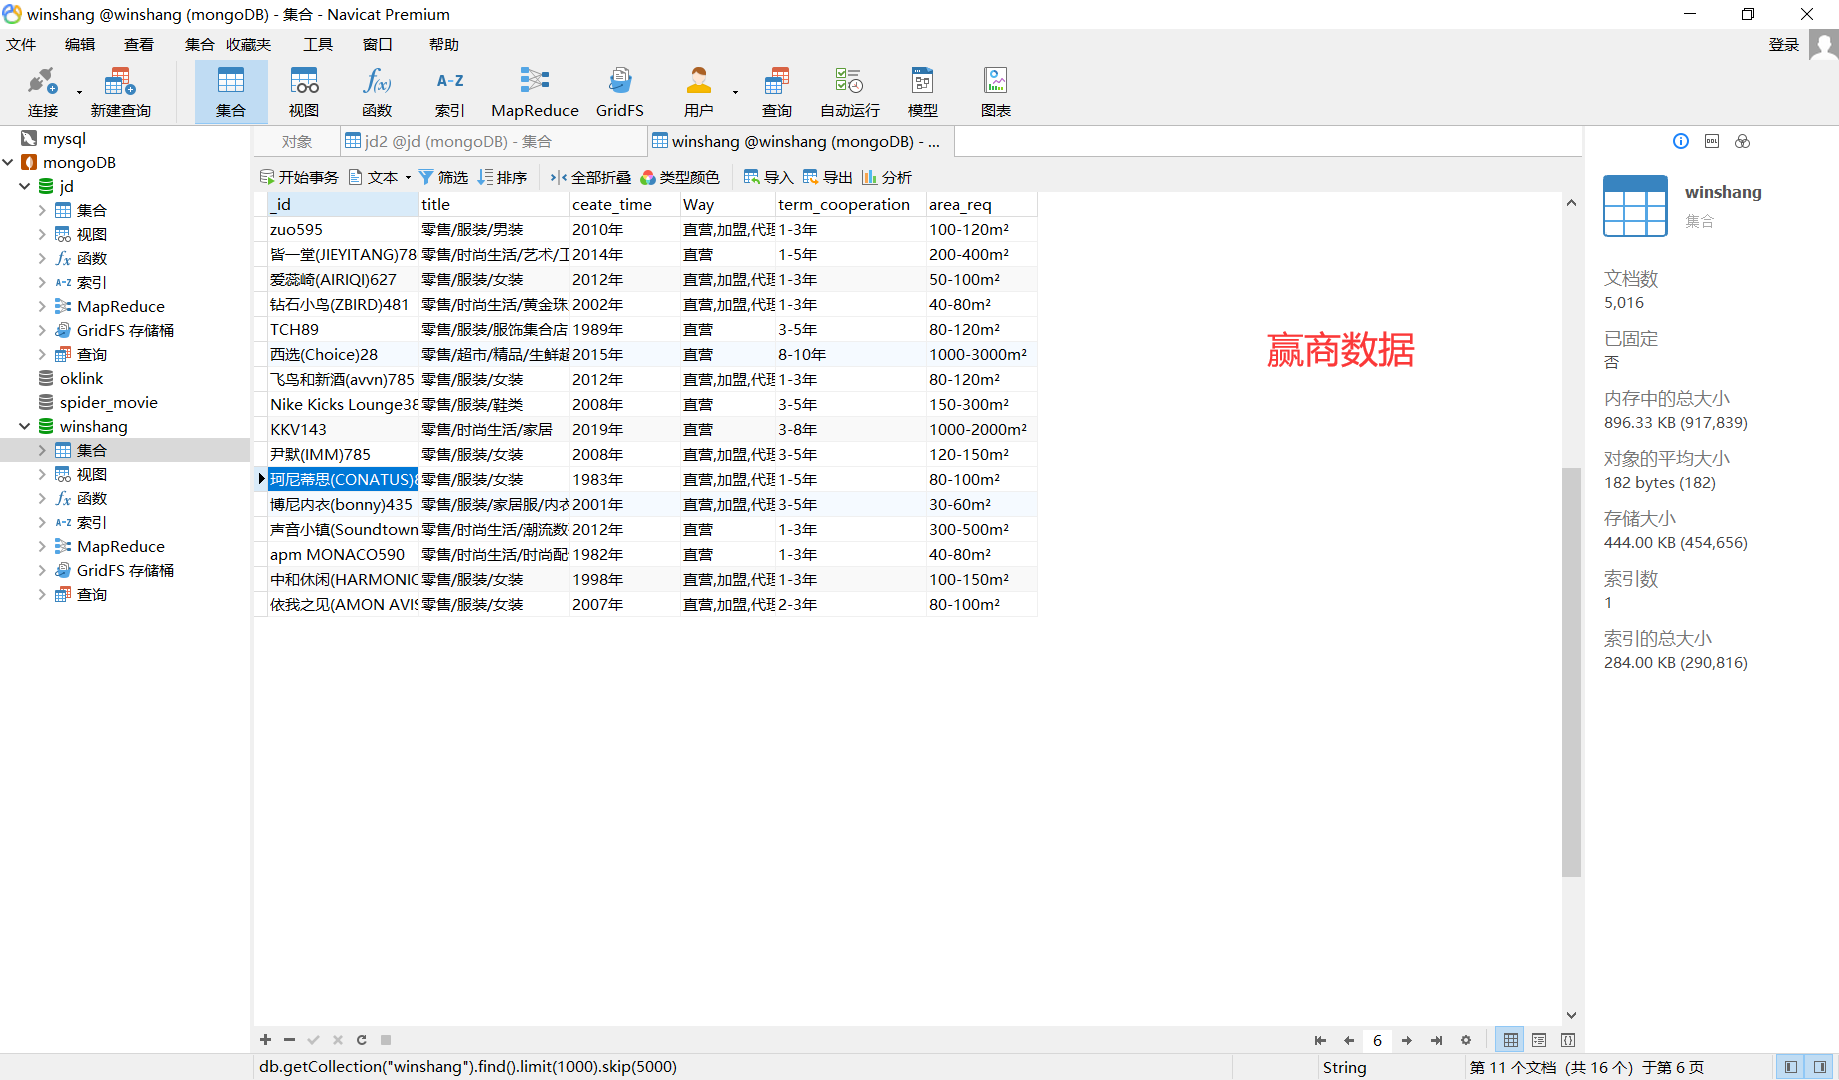 winshang @winshang (mongoDB) - 集合 - Navicat Premium
文件 编辑 查看 集合 收藏夹 工具 窗口 帮助 登录
连接 新建查询 集合 视图 函数 索引 MapReduce GridFS 用户 查询 自动运行 模型 图表
mysql
mongoDB
jd
集合
视图
函数
索引
MapReduce
GridFS 存储桶
查询
oklink
spider_movie
winshang
集合
视图
函数
索引
MapReduce
GridFS 存储桶
查询
对象 jd2 @jd (mongoDB) - 集合 winshang @winshang (mongoDB) - ...
开始事务 文本 筛选 排序 全部折叠 类型颜色 导入 导出 分析
_id title ceate_time Way term_cooperation area_req
zuo595 零售/服装/男装 2010年 直营,加盟,代理 1-3年 100-120m²
皆一堂(JIEYITANG)78 零售/时尚生活/艺术/工 2014年 直营 1-5年 200-400m²
爱蕊崎(AIRIQI)627 零售/服装/女装 2012年 直营,加盟,代理 1-3年 50-100m²
钻石小鸟(ZBIRD)481 零售/时尚生活/黄金珠 2002年 直营,加盟,代理 1-3年 40-80m²
TCH89 零售/服装/服饰集合店 1989年 直营 3-5年 80-120m²
西选(Choice)28 零售/超市/精品/生鲜超 2015年 直营 8-10年 1000-3000m²
飞鸟和新酒(avvn)785 零售/服装/女装 2012年 直营,加盟,代理 1-3年 80-120m²
Nike Kicks Lounge38 零售/服装/鞋类 2008年 直营 3-5年 150-300m²
KKV143 零售/时尚生活/家居 2019年 直营 3-8年 1000-2000m²
尹默(IMM)785 零售/服装/女装 2008年 直营,加盟,代理 3-5年 120-150m²
珂尼蒂思(CONATUS)8 零售/服装/女装 1983年 直营,加盟,代理 1-5年 80-100m²
博尼内衣(bonny)435 零售/服装/家居服/内衣 2001年 直营,加盟,代理 3-5年 30-60m²
声音小镇(Soundtown 零售/时尚生活/潮流数 2012年 直营 1-3年 300-500m²
apm MONACO590 零售/时尚生活/时尚配 1982年 直营 1-3年 40-80m²
中和休闲(HARMONIC 零售/服装/女装 1998年 直营,加盟,代理 1-3年 100-150m²
依我之见(AMON AVIS 零售/服装/女装 2007年 直营,加盟,代理 2-3年 80-100m²
赢商数据
winshang
集合
文档数
5,016
已固定
否
内存中的总大小
896.33 KB (917,839)
对象的平均大小
182 bytes (182)
存储大小
444.00 KB (454,656)
索引数
1
索引的总大小
284.00 KB (290,816)
6
db.getCollection("winshang").find().limit(1000).skip(5000) String 第 11 个文档 (共 16 个) 于第 6 页